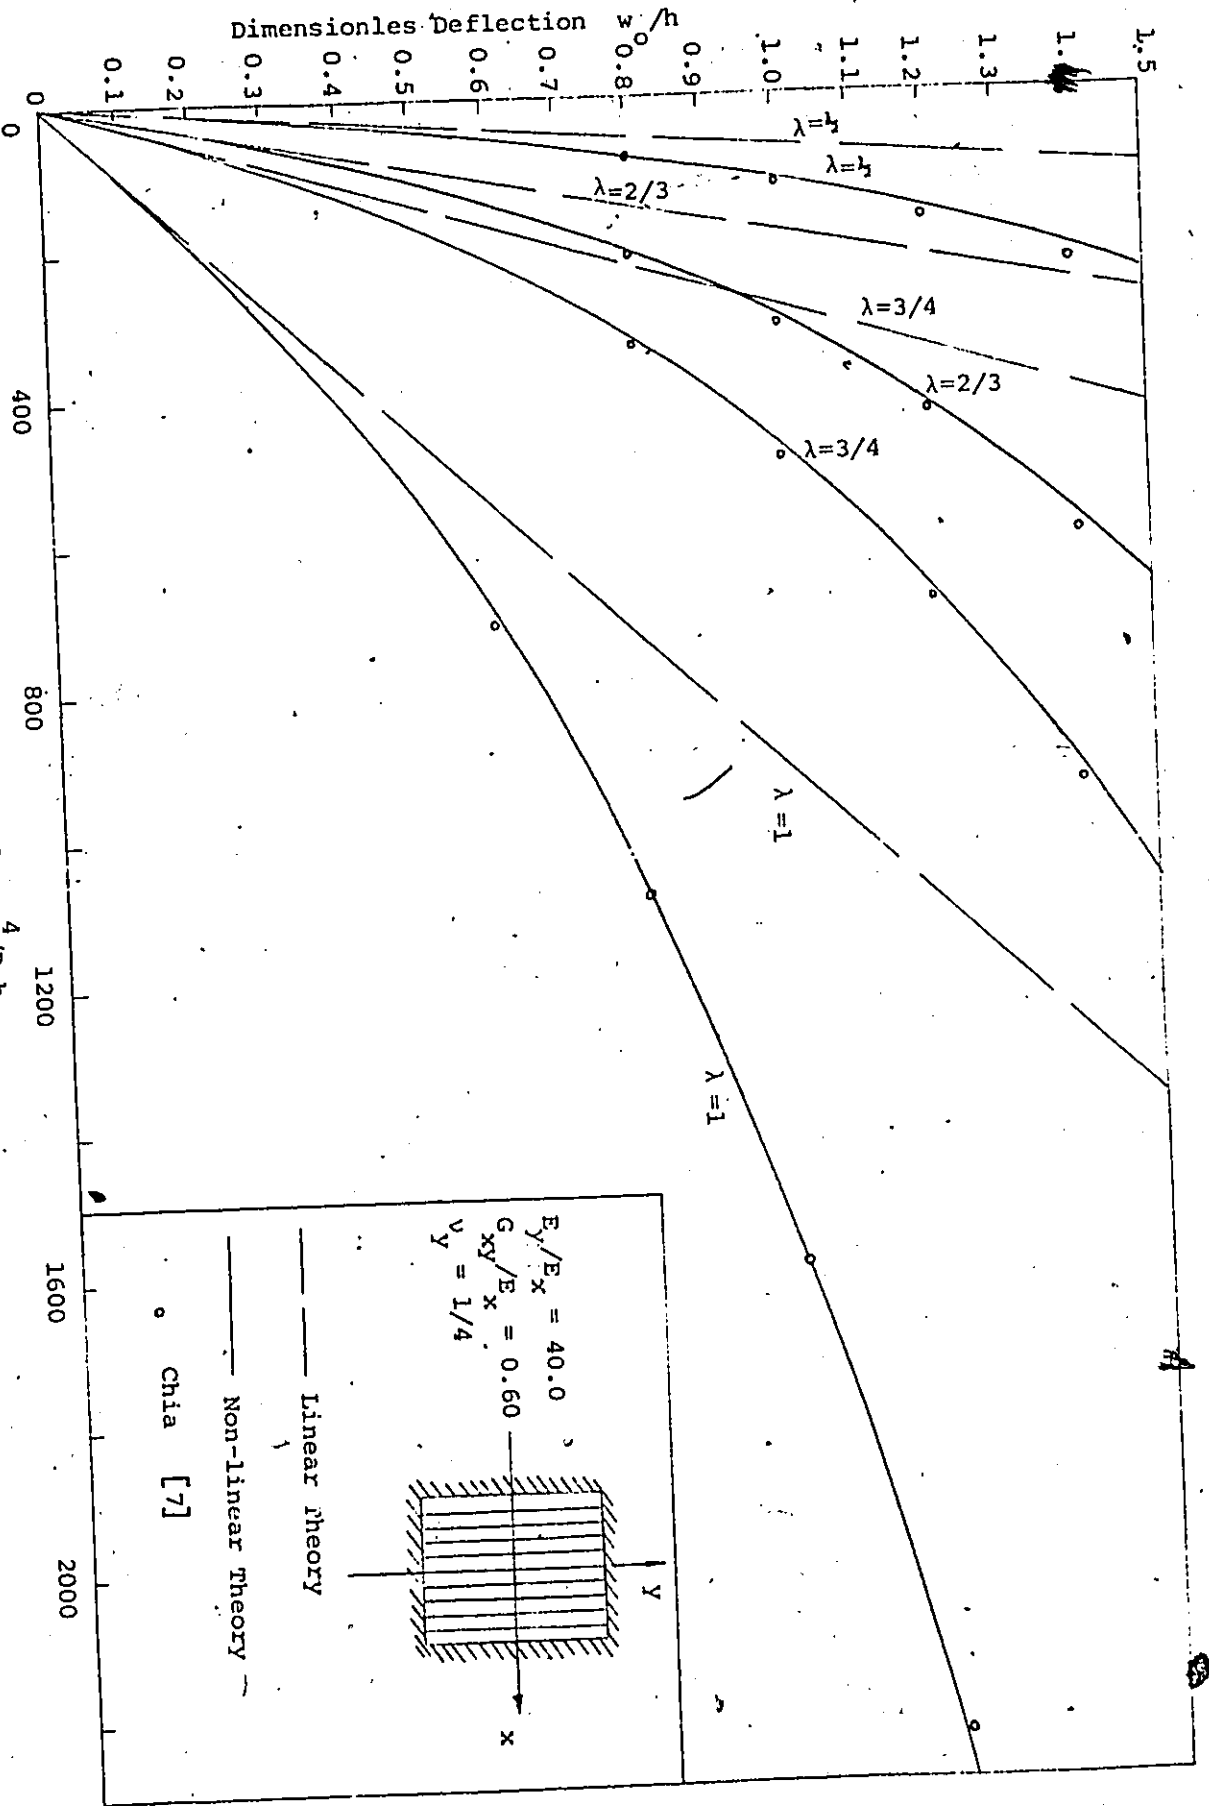 Dimensionles Deflection w₀/h
1.5
1.3
1.2
1.1
1.0
0.9
0.8
0.7
0.6
0.5
0.4
0.3
0.2
0.1
0
0
400
800
1200
1600
2000
λ=½
λ=½
λ=2/3
λ=3/4
λ=2/3
λ=3/4
λ=1
λ=1
E_y/E_x = 40.0
G_xy/E_x = 0.60
ν_y = 1/4
y
x
Linear Theory
Non-linear Theory
Chia [7]